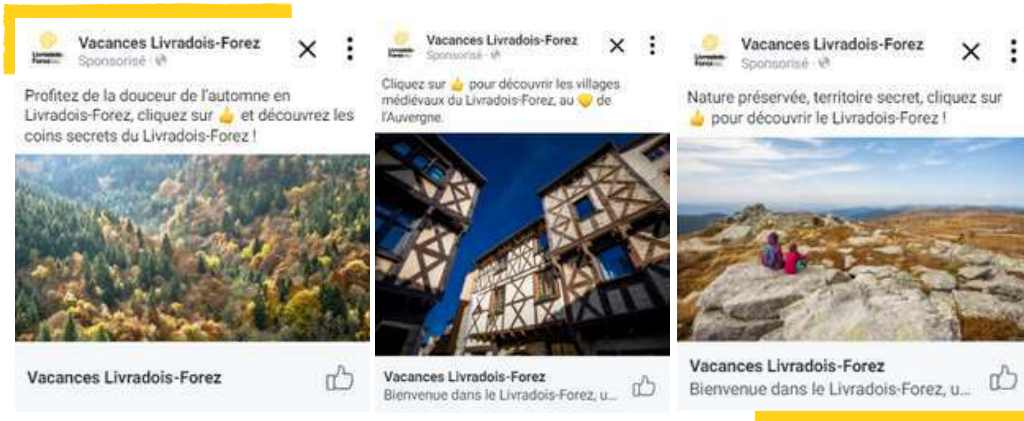 Vacances Livradois-Forez
Sponsorisé ·
Profitez de la douceur de l'automne en
Livradois-Forez, cliquez sur 👍 et découvrez les
coins secrets du Livradois-Forez !
Vacances Livradois-Forez
Vacances Livradois-Forez
Sponsorisé ·
Cliquez sur 👍 pour découvrir les villages
médiévaux du Livradois-Forez, au 💛 de
l'Auvergne.
Vacances Livradois-Forez
Bienvenue dans le Livradois-Forez, u...
Vacances Livradois-Forez
Sponsorisé ·
Nature préservée, territoire secret, cliquez sur
👍 pour découvrir le Livradois-Forez !
Vacances Livradois-Forez
Bienvenue dans le Livradois-Forez, u...